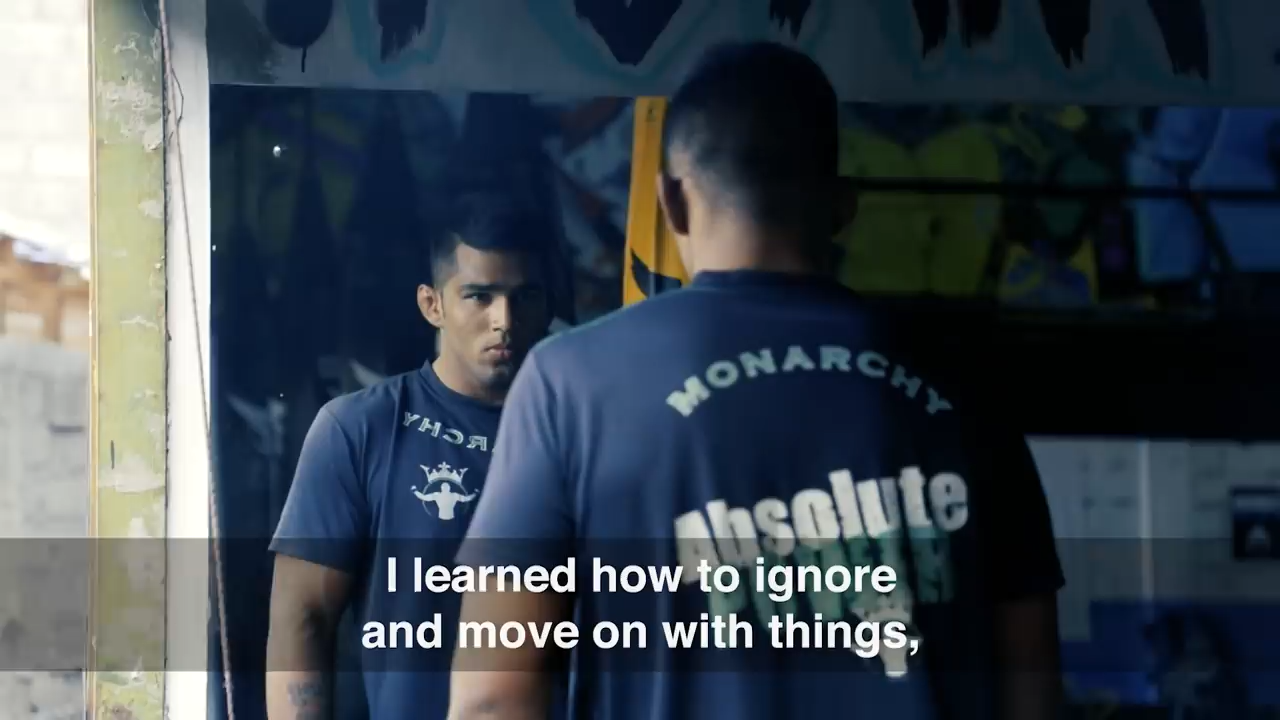 MONARCHY
Absolute
I learned how to ignore
and move on with things,